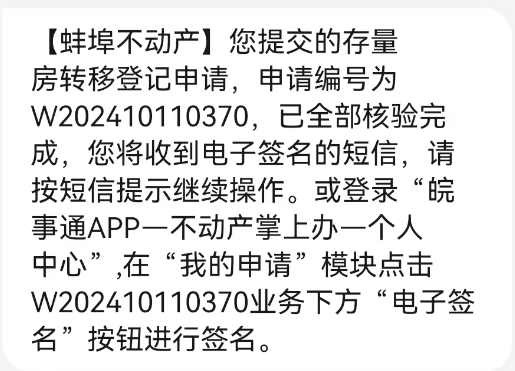 【蚌埠不动产】您提交的存量
房转移登记申请，申请编号为
W202410110370，已全部核验完
成，您将收到电子签名的短信，请
按短信提示继续操作。或登录“皖
事通APP—不动产掌上办—个人
中心”,在“我的申请”模块点击
W202410110370业务下方“电子签
名”按钮进行签名。